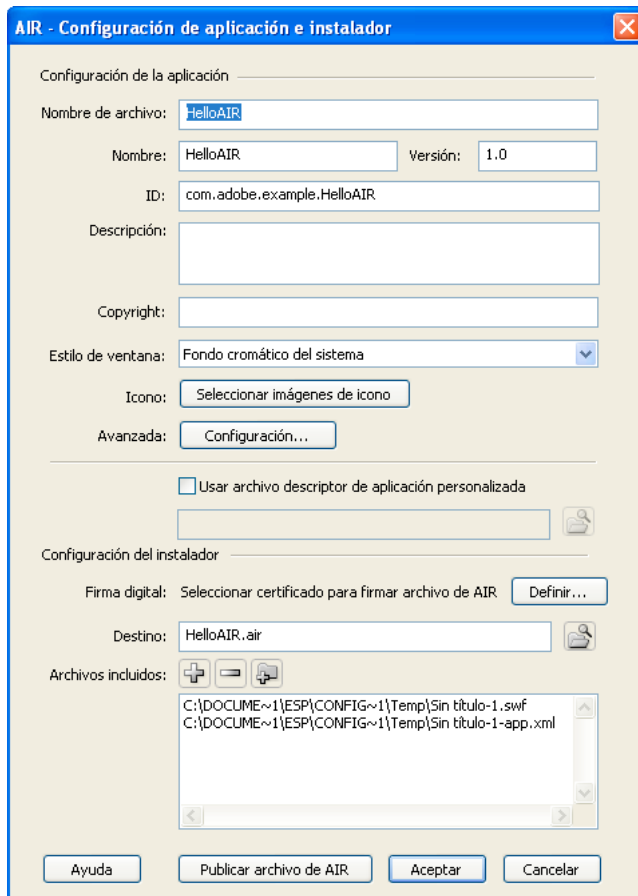 AIR - Configuración de aplicación e instalador
Configuración de la aplicación
Nombre de archivo: HelloAIR
Nombre: HelloAIR Versión: 1.0
ID: com.adobe.example.HelloAIR
Descripción:
Copyright:
Estilo de ventana: Fondo cromático del sistema
Icono: Seleccionar imágenes de icono
Avanzada: Configuración...
Usar archivo descriptor de aplicación personalizada
Configuración del instalador
Firma digital: Seleccionar certificado para firmar archivo de AIR Definir...
Destino: HelloAIR.air
Archivos incluidos:
C:\DOCUME~1\ESP\CONFIG~1\Temp\Sin título-1.swf
C:\DOCUME~1\ESP\CONFIG~1\Temp\Sin título-1-app.xml
Ayuda Publicar archivo de AIR Aceptar Cancelar